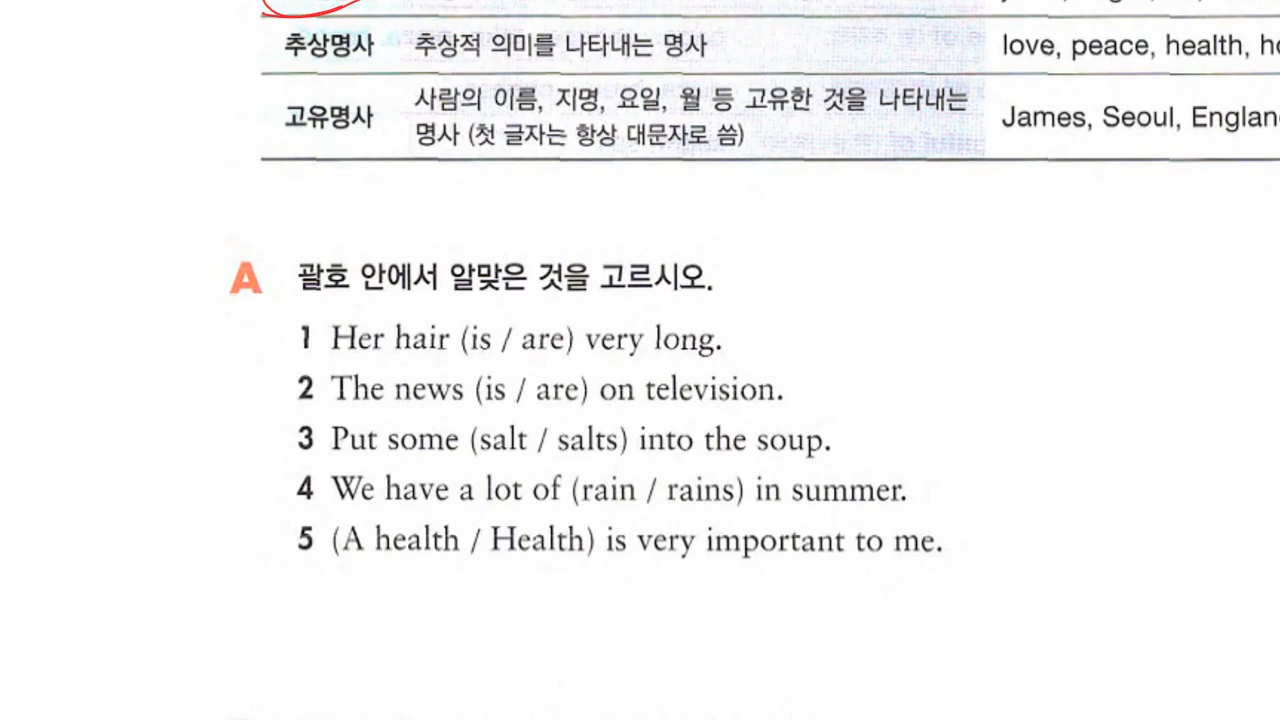 추상명사 추상적 의미를 나타내는 명사 love, peace, health,
고유명사 사람의 이름, 지명, 요일, 월 등 고유한 것을 나타내는 명사 (첫 글자는 항상 대문자로 씀) James, Seoul,
A 괄호 안에서 알맞은 것을 고르시오.
1 Her hair (is / are) very long.
2 The news (is / are) on television.
3 Put some (salt / salts) into the soup.
4 We have a lot of (rain / rains) in summer.
5 (A health / Health) is very important to me.